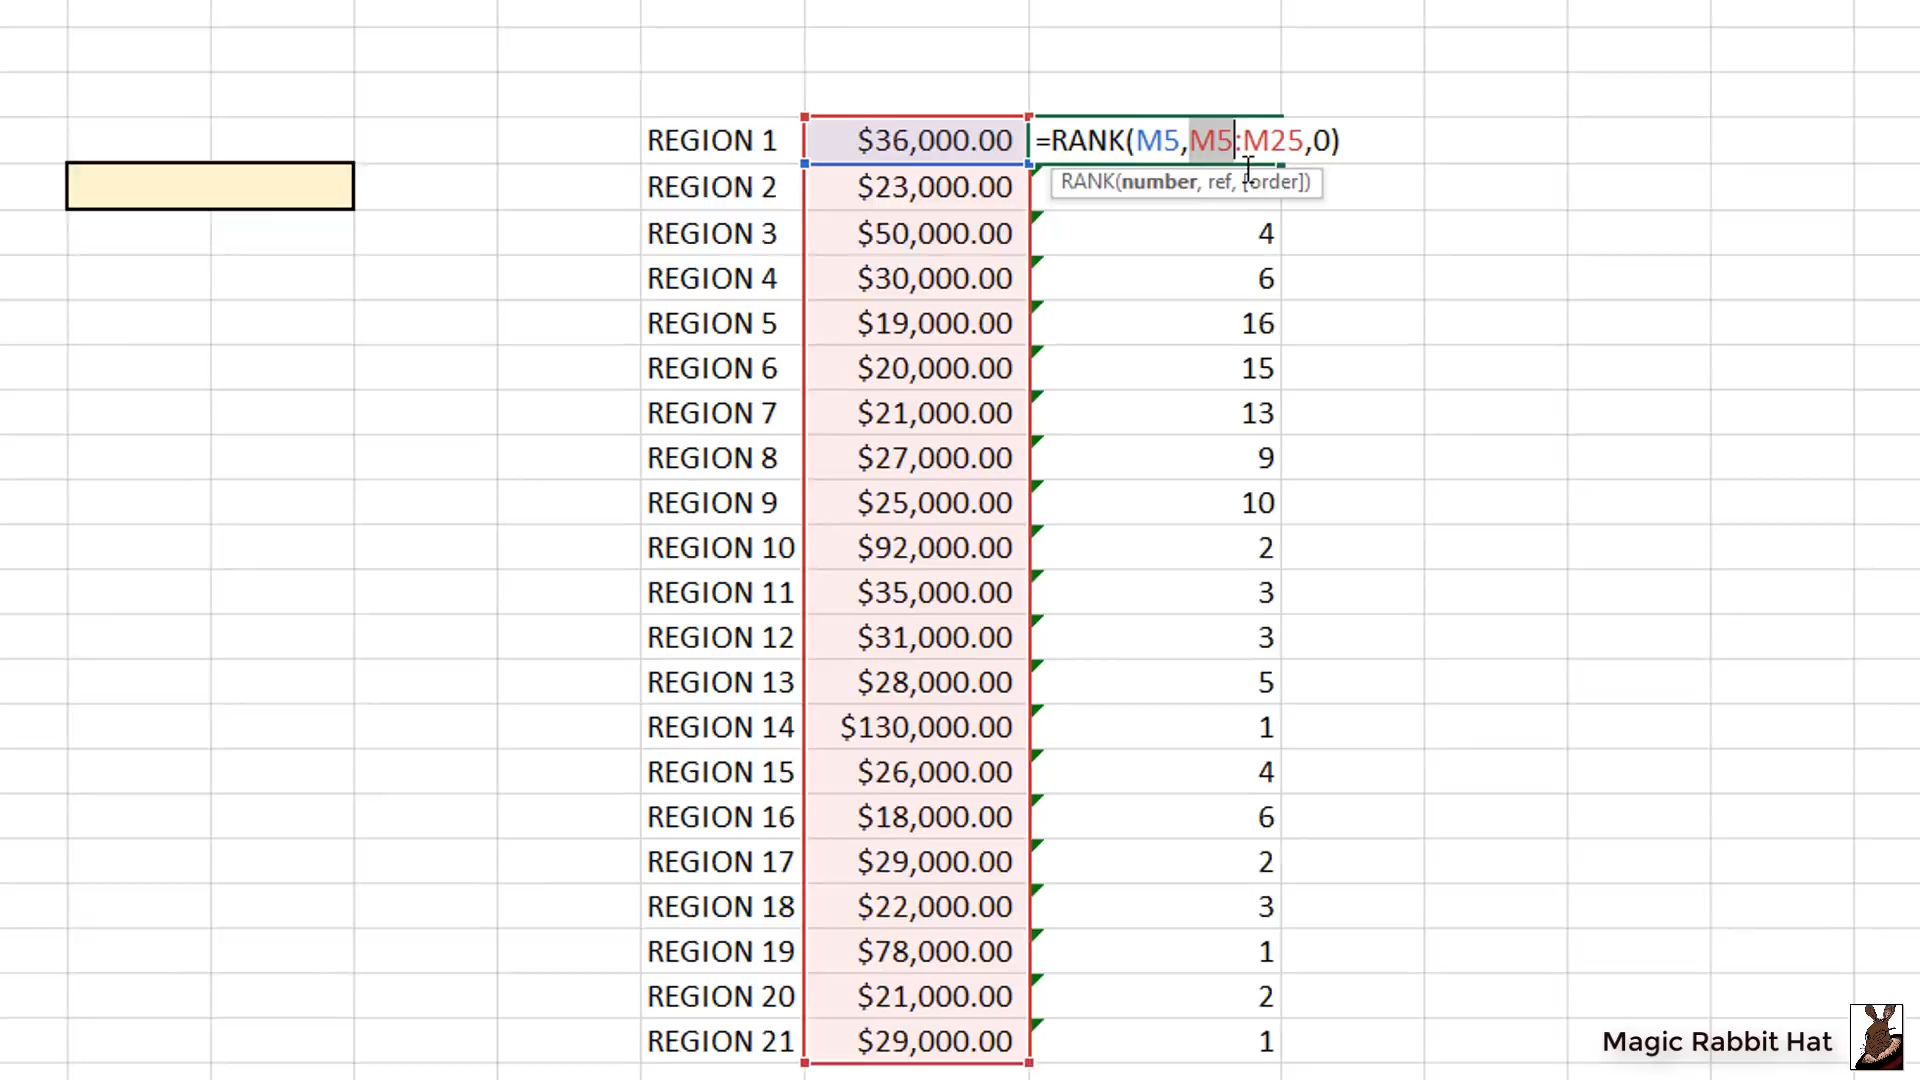 REGION 1 $36,000.00 =RANK(M5,M5:M25,0)
REGION 2 $23,000.00 RANK(number, ref, [order])
REGION 3 $50,000.00 4
REGION 4 $30,000.00 6
REGION 5 $19,000.00 16
REGION 6 $20,000.00 15
REGION 7 $21,000.00 13
REGION 8 $27,000.00 9
REGION 9 $25,000.00 10
REGION 10 $92,000.00 2
REGION 11 $35,000.00 3
REGION 12 $31,000.00 3
REGION 13 $28,000.00 5
REGION 14 $130,000.00 1
REGION 15 $26,000.00 4
REGION 16 $18,000.00 6
REGION 17 $29,000.00 2
REGION 18 $22,000.00 3
REGION 19 $78,000.00 1
REGION 20 $21,000.00 2
REGION 21 $29,000.00 1
Magic Rabbit Hat